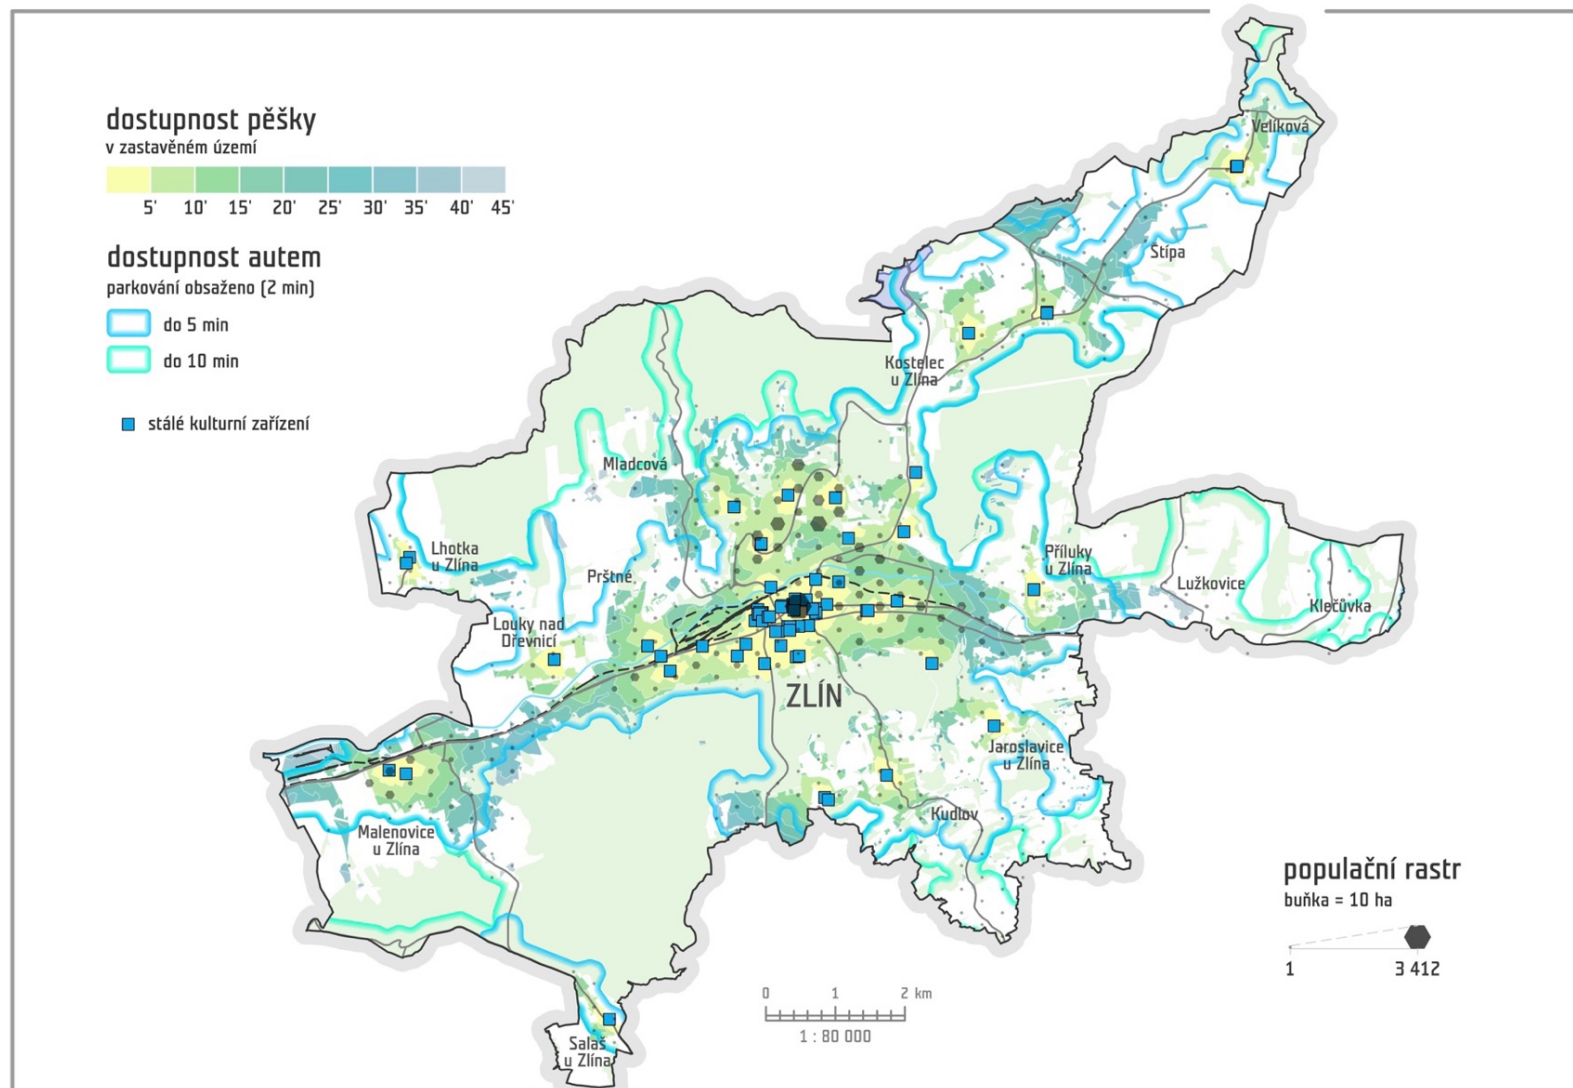 dostupnost pěšky
v zastavěném území
5' 10' 15' 20' 25' 30' 35' 40' 45'
dostupnost autem
parkování obsaženo (2 min)
do 5 min
do 10 min
stálé kulturní zařízení
Velíková
Štípa
Kostelec
u Zlína
Mladcová
Lhotka
u Zlína
Prštné
Příluky
u Zlína
Lužkovice
Klečůvka
Louky nad
Dřevnicí
ZLÍN
Jaroslavice
u Zlína
Kudlov
Malenovice
u Zlína
Salaš
u Zlína
0 1 2 km
1 : 80 000
populační rastr
buňka = 10 ha
1 3 412